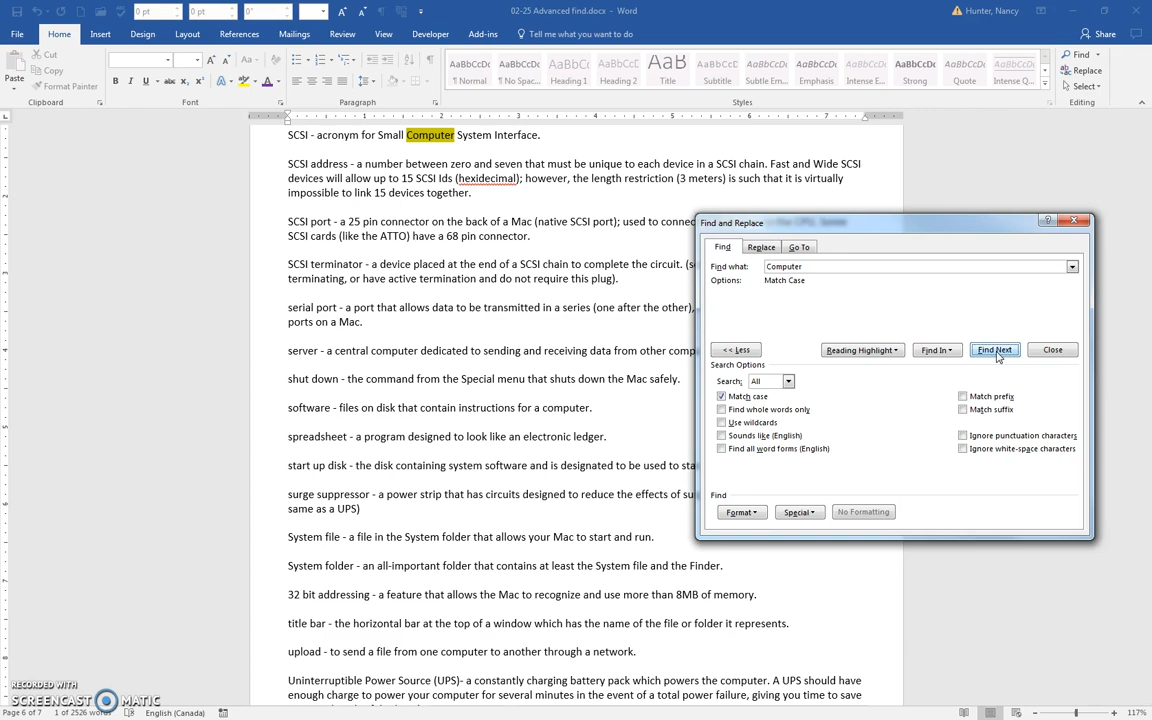 0 pt
0 pt
0"
02-25 Advanced find.docx - Word
Hunter, Nancy
File
Home
Insert
Design
Layout
References
Mailings
Review
View
Developer
Add-ins
Tell me what you want to do
Share
Paste
Cut
Copy
Format Painter
Clipboard
Font
Paragraph
AaBbCcDc
¶ Normal
AaBbCcDc
¶ No Spac...
AaBbCc
Heading 1
AaBbCcD
Heading 2
AaB
Title
AaBbCcD
Subtitle
AaBbCcDt
Subtle Em...
AaBbCcDt
Emphasis
AaBbCcDt
Intense E...
AaBbCcDc
Strong
AaBbCcDt
Quote
AaBbCcDt
Intense Q...
Styles
Find
Replace
Select
Editing
SCSI - acronym for Small Computer System Interface.
SCSI address - a number between zero and seven that must be unique to each device in a SCSI chain. Fast and Wide SCSI
devices will allow up to 15 SCSI Ids (hexidecimal); however, the length restriction (3 meters) is such that it is virtually
impossible to link 15 devices together.
SCSI port - a 25 pin connector on the back of a Mac (native SCSI port); used to connec
SCSI cards (like the ATTO) have a 68 pin connector.
SCSI terminator - a device placed at the end of a SCSI chain to complete the circuit. (s
terminating, or have active termination and do not require this plug).
serial port - a port that allows data to be transmitted in a series (one after the other),
ports on a Mac.
server - a central computer dedicated to sending and receiving data from other comp
shut down - the command from the Special menu that shuts down the Mac safely.
software - files on disk that contain instructions for a computer.
spreadsheet - a program designed to look like an electronic ledger.
start up disk - the disk containing system software and is designated to be used to sta
surge suppressor - a power strip that has circuits designed to reduce the effects of su
same as a UPS)
System file - a file in the System folder that allows your Mac to start and run.
System folder - an all-important folder that contains at least the System file and the Finder.
32 bit addressing - a feature that allows the Mac to recognize and use more than 8MB of memory.
title bar - the horizontal bar at the top of a window which has the name of the file or folder it represents.
upload - to send a file from one computer to another through a network.
Uninterruptible Power Source (UPS)- a constantly charging battery pack which powers the computer. A UPS should have
enough charge to power your computer for several minutes in the event of a total power failure, giving you time to save
Find and Replace
Find
Replace
Go To
Find what: Computer
Options: Match Case
<< Less
Reading Highlight
Find In
Find Next
Close
Search Options
Search: All
Match case
Find whole words only
Use wildcards
Sounds like (English)
Find all word forms (English)
Match prefix
Match suffix
Ignore punctuation characters
Ignore white-space characters
Find
Format
Special
No Formatting
RECORDED WITH
SCREENCAST MATIC
Page 6 of 7
1 of 2526 words
English (Canada)
117%